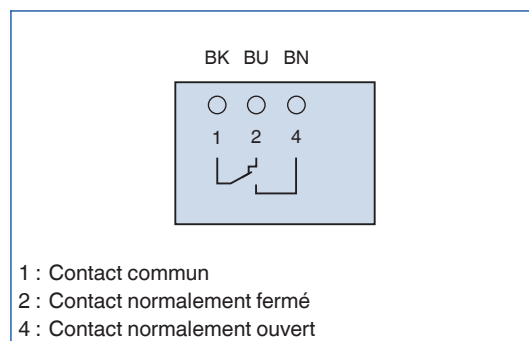 BK BU BN
1 2 4
1 : Contact commun
2 : Contact normalement fermé
4 : Contact normalement ouvert